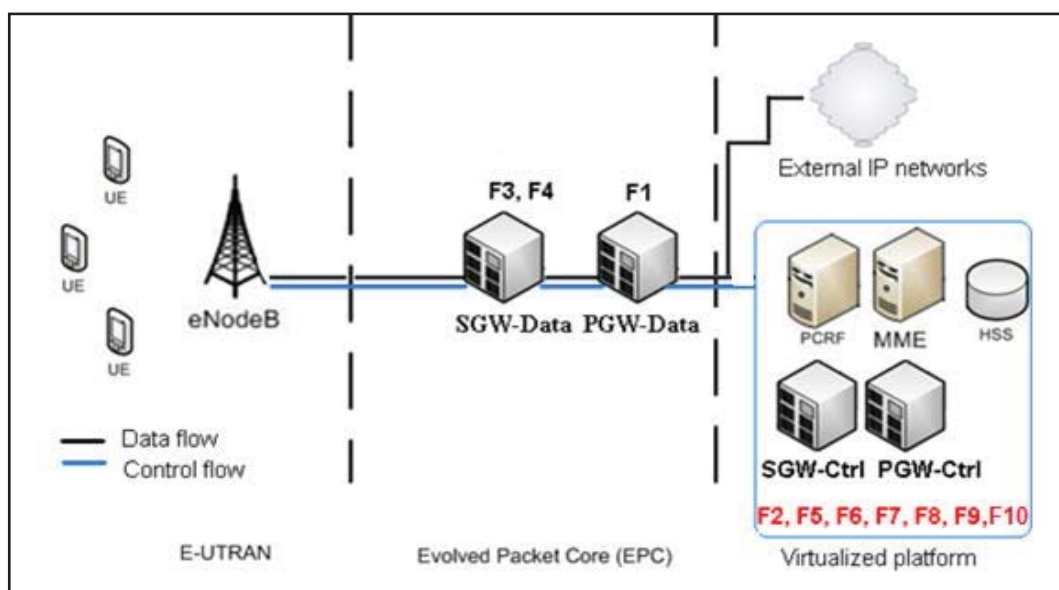 UE
UE
UE
eNodeB
F3, F4
F1
SGW-Data
PGW-Data
External IP networks
PCRF
MME
HSS
SGW-Ctrl
PGW-Ctrl
F2, F5, F6, F7, F8, F9,F10
Data flow
Control flow
E-UTRAN
Evolved Packet Core (EPC)
Virtualized platform